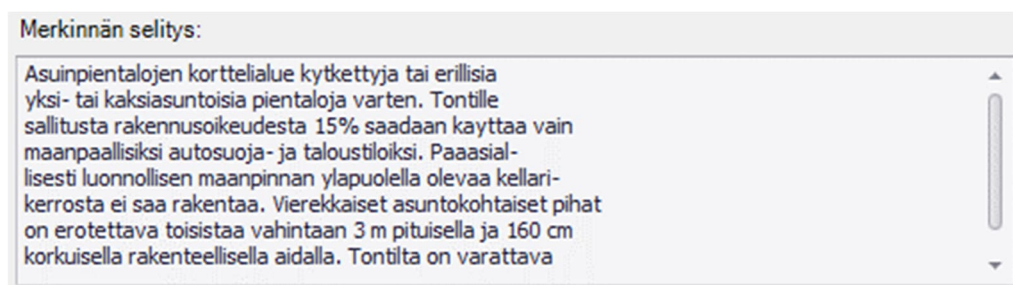 Merkinnän selitys:
Asuinpientalojen korttelialue kytkettyja tai erillisia
yksi- tai kaksiasuntoisia pientaloja varten. Tontille
sallitusta rakennusoikeudesta 15% saadaan kayttaa vain
maanpaallisiksi autosuoja- ja taloustiloiksi. Paaasial-
lisesti luonnollisen maanpinnan ylapuolella olevaa kellari-
kerrosta ei saa rakentaa. Vierekkaiset asuntokohtaiset pihat
on erotettava toisistaa vahintaan 3 m pituisella ja 160 cm
korkuisella rakenteellisella aidalla. Tontilta on varattava